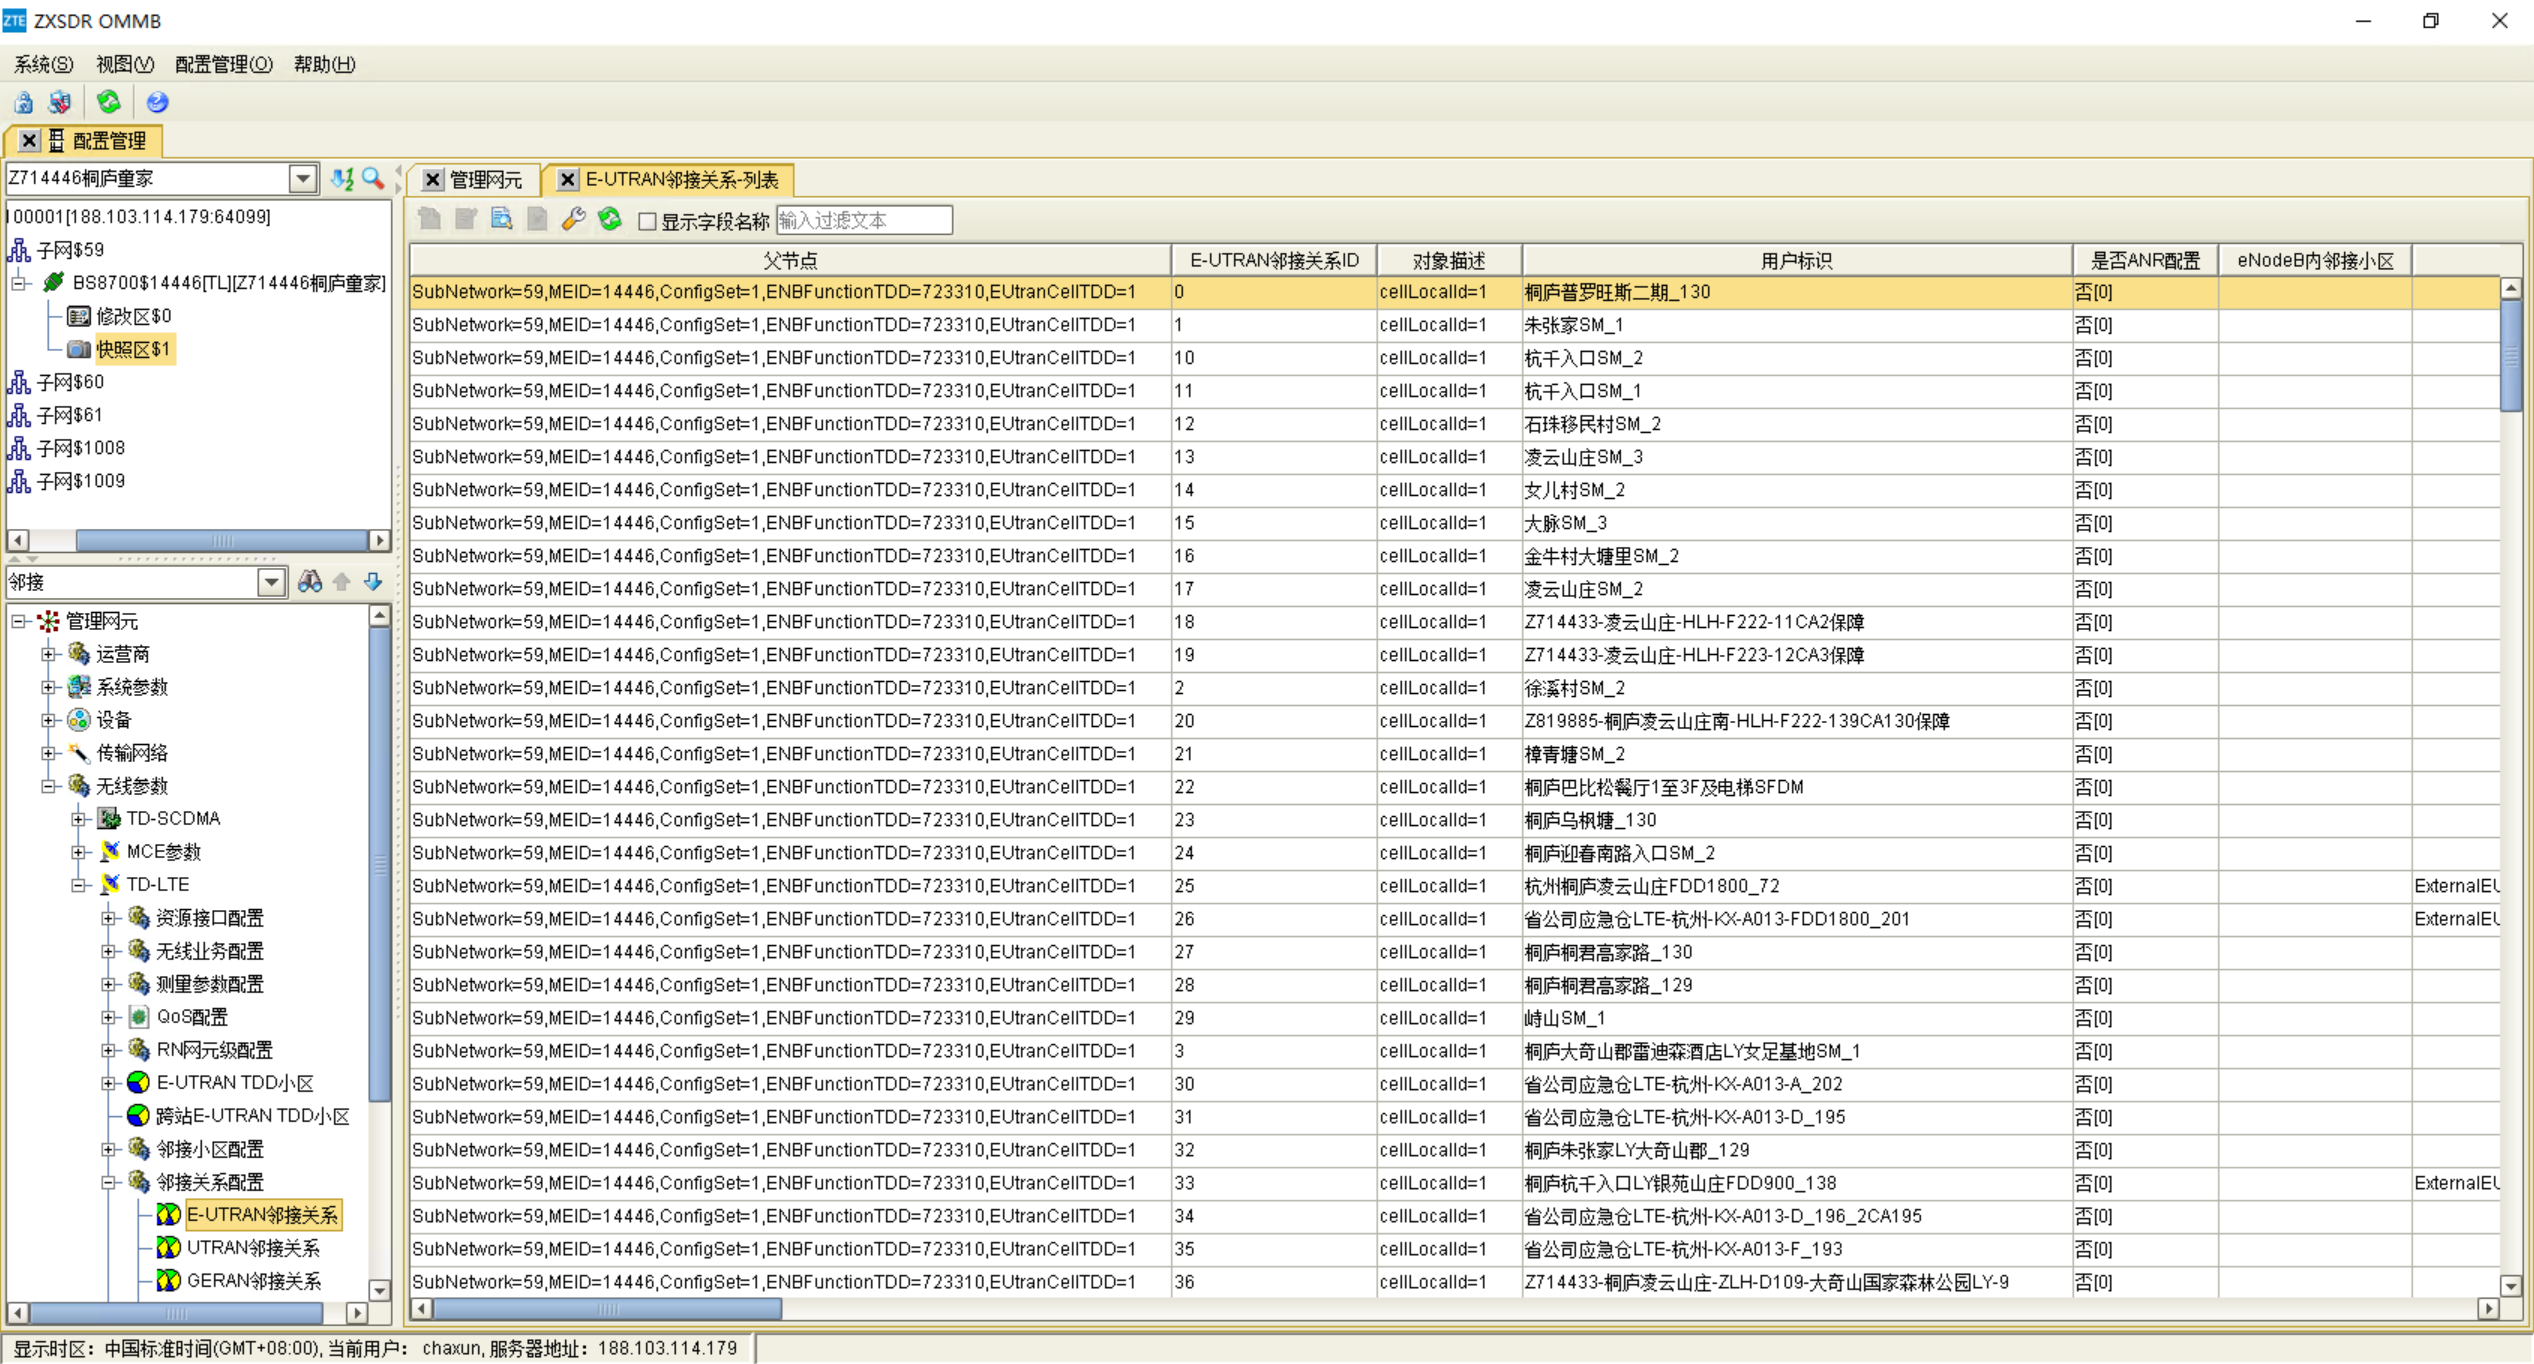 ZTE ZXSDR OMMB
系统(S) 视图(V) 配置管理(O) 帮助(H)
配置管理
Z714446桐庐童家
管理网元 E-UTRAN邻接关系-列表
100001[188.103.114.179:64099]
子网$59
BS8700$14446[TL][Z714446桐庐童家]
修改区$0
快照区$1
子网$60
子网$61
子网$1008
子网$1009
邻接
管理网元
运营商
系统参数
设备
传输网络
无线参数
TD-SCDMA
MCE参数
TD-LTE
资源接口配置
无线业务配置
测量参数配置
QoS配置
RN网元级配置
E-UTRAN TDD小区
跨站E-UTRAN TDD小区
邻接小区配置
邻接关系配置
E-UTRAN邻接关系
UTRAN邻接关系
GERAN邻接关系
显示字段名称 输入过滤文本
父节点 E-UTRAN邻接关系ID 对象描述 用户标识 是否ANR配置 eNodeB内邻接小区
SubNetwork=59,MEID=14446,ConfigSet=1,ENBFunctionTDD=723310,EUtranCellTDD=1 0 cellLocalId=1 桐庐普罗旺斯二期_130 否[0]
SubNetwork=59,MEID=14446,ConfigSet=1,ENBFunctionTDD=723310,EUtranCellTDD=1 1 cellLocalId=1 朱张家SM_1 否[0]
SubNetwork=59,MEID=14446,ConfigSet=1,ENBFunctionTDD=723310,EUtranCellTDD=1 10 cellLocalId=1 杭千入口SM_2 否[0]
SubNetwork=59,MEID=14446,ConfigSet=1,ENBFunctionTDD=723310,EUtranCellTDD=1 11 cellLocalId=1 杭千入口SM_1 否[0]
SubNetwork=59,MEID=14446,ConfigSet=1,ENBFunctionTDD=723310,EUtranCellTDD=1 12 cellLocalId=1 石珠移民村SM_2 否[0]
SubNetwork=59,MEID=14446,ConfigSet=1,ENBFunctionTDD=723310,EUtranCellTDD=1 13 cellLocalId=1 凌云山庄SM_3 否[0]
SubNetwork=59,MEID=14446,ConfigSet=1,ENBFunctionTDD=723310,EUtranCellTDD=1 14 cellLocalId=1 女儿村SM_2 否[0]
SubNetwork=59,MEID=14446,ConfigSet=1,ENBFunctionTDD=723310,EUtranCellTDD=1 15 cellLocalId=1 大脉SM_3 否[0]
SubNetwork=59,MEID=14446,ConfigSet=1,ENBFunctionTDD=723310,EUtranCellTDD=1 16 cellLocalId=1 金牛村大塘里SM_2 否[0]
SubNetwork=59,MEID=14446,ConfigSet=1,ENBFunctionTDD=723310,EUtranCellTDD=1 17 cellLocalId=1 凌云山庄SM_2 否[0]
SubNetwork=59,MEID=14446,ConfigSet=1,ENBFunctionTDD=723310,EUtranCellTDD=1 18 cellLocalId=1 Z714433-凌云山庄-HLH-F222-11CA2保障 否[0]
SubNetwork=59,MEID=14446,ConfigSet=1,ENBFunctionTDD=723310,EUtranCellTDD=1 19 cellLocalId=1 Z714433-凌云山庄-HLH-F223-12CA3保障 否[0]
SubNetwork=59,MEID=14446,ConfigSet=1,ENBFunctionTDD=723310,EUtranCellTDD=1 2 cellLocalId=1 徐溪村SM_2 否[0]
SubNetwork=59,MEID=14446,ConfigSet=1,ENBFunctionTDD=723310,EUtranCellTDD=1 20 cellLocalId=1 Z819885-桐庐凌云山庄南-HLH-F222-139CA130保障 否[0]
SubNetwork=59,MEID=14446,ConfigSet=1,ENBFunctionTDD=723310,EUtranCellTDD=1 21 cellLocalId=1 樟青塘SM_2 否[0]
SubNetwork=59,MEID=14446,ConfigSet=1,ENBFunctionTDD=723310,EUtranCellTDD=1 22 cellLocalId=1 桐庐巴比松餐厅1至3F及电梯SFDM 否[0]
SubNetwork=59,MEID=14446,ConfigSet=1,ENBFunctionTDD=723310,EUtranCellTDD=1 23 cellLocalId=1 桐庐乌枫塘_130 否[0]
SubNetwork=59,MEID=14446,ConfigSet=1,ENBFunctionTDD=723310,EUtranCellTDD=1 24 cellLocalId=1 桐庐迎春南路入口SM_2 否[0]
SubNetwork=59,MEID=14446,ConfigSet=1,ENBFunctionTDD=723310,EUtranCellTDD=1 25 cellLocalId=1 杭州桐庐凌云山庄FDD1800_72 否[0] ExternalEU
SubNetwork=59,MEID=14446,ConfigSet=1,ENBFunctionTDD=723310,EUtranCellTDD=1 26 cellLocalId=1 省公司应急仓LTE-杭州-KX-A013-FDD1800_201 否[0] ExternalEU
SubNetwork=59,MEID=14446,ConfigSet=1,ENBFunctionTDD=723310,EUtranCellTDD=1 27 cellLocalId=1 桐庐桐君高家路_130 否[0]
SubNetwork=59,MEID=14446,ConfigSet=1,ENBFunctionTDD=723310,EUtranCellTDD=1 28 cellLocalId=1 桐庐桐君高家路_129 否[0]
SubNetwork=59,MEID=14446,ConfigSet=1,ENBFunctionTDD=723310,EUtranCellTDD=1 29 cellLocalId=1 峙山SM_1 否[0]
SubNetwork=59,MEID=14446,ConfigSet=1,ENBFunctionTDD=723310,EUtranCellTDD=1 3 cellLocalId=1 桐庐大奇山郡雷迪森酒店LY女足基地SM_1 否[0]
SubNetwork=59,MEID=14446,ConfigSet=1,ENBFunctionTDD=723310,EUtranCellTDD=1 30 cellLocalId=1 省公司应急仓LTE-杭州-KX-A013-A_202 否[0]
SubNetwork=59,MEID=14446,ConfigSet=1,ENBFunctionTDD=723310,EUtranCellTDD=1 31 cellLocalId=1 省公司应急仓LTE-杭州-KX-A013-D_195 否[0]
SubNetwork=59,MEID=14446,ConfigSet=1,ENBFunctionTDD=723310,EUtranCellTDD=1 32 cellLocalId=1 桐庐朱张家LY大奇山郡_129 否[0]
SubNetwork=59,MEID=14446,ConfigSet=1,ENBFunctionTDD=723310,EUtranCellTDD=1 33 cellLocalId=1 桐庐杭千入口LY银苑山庄FDD900_138 否[0] ExternalEU
SubNetwork=59,MEID=14446,ConfigSet=1,ENBFunctionTDD=723310,EUtranCellTDD=1 34 cellLocalId=1 省公司应急仓LTE-杭州-KX-A013-D_196_2CA195 否[0]
SubNetwork=59,MEID=14446,ConfigSet=1,ENBFunctionTDD=723310,EUtranCellTDD=1 35 cellLocalId=1 省公司应急仓LTE-杭州-KX-A013-F_193 否[0]
SubNetwork=59,MEID=14446,ConfigSet=1,ENBFunctionTDD=723310,EUtranCellTDD=1 36 cellLocalId=1 Z714433-桐庐凌云山庄-ZLH-D109-大奇山国家森林公园LY-9 否[0]
显示时区：中国标准时间(GMT+08:00),当前用户： chaxun,服务器地址：188.103.114.179